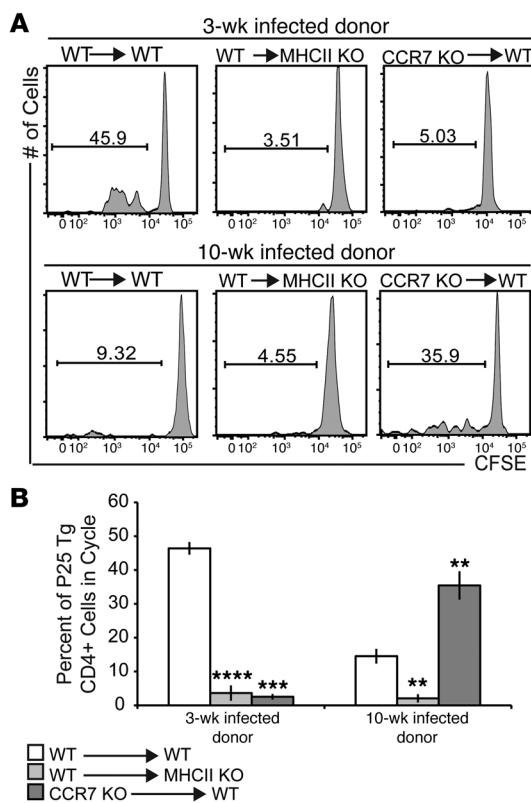 A
3-wk infected donor
WT → WT
WT → MHCII KO
CCR7 KO → WT
# of Cells
45.9
3.51
5.03
0 10² 10³ 10⁴ 10⁵
0 10² 10³ 10⁴ 10⁵
0 10² 10³ 10⁴ 10⁵
10-wk infected donor
WT → WT
WT → MHCII KO
CCR7 KO → WT
9.32
4.55
35.9
0 10² 10³ 10⁴ 10⁵
0 10² 10³ 10⁴ 10⁵
0 10² 10³ 10⁴ 10⁵
CFSE
B
Percent of P25 Tg
CD4+ Cells in Cycle
60
50
40
30
20
10
0
****
***
**
**
3-wk infected
donor
10-wk infected
donor
WT → WT
WT → MHCII KO
CCR7 KO → WT